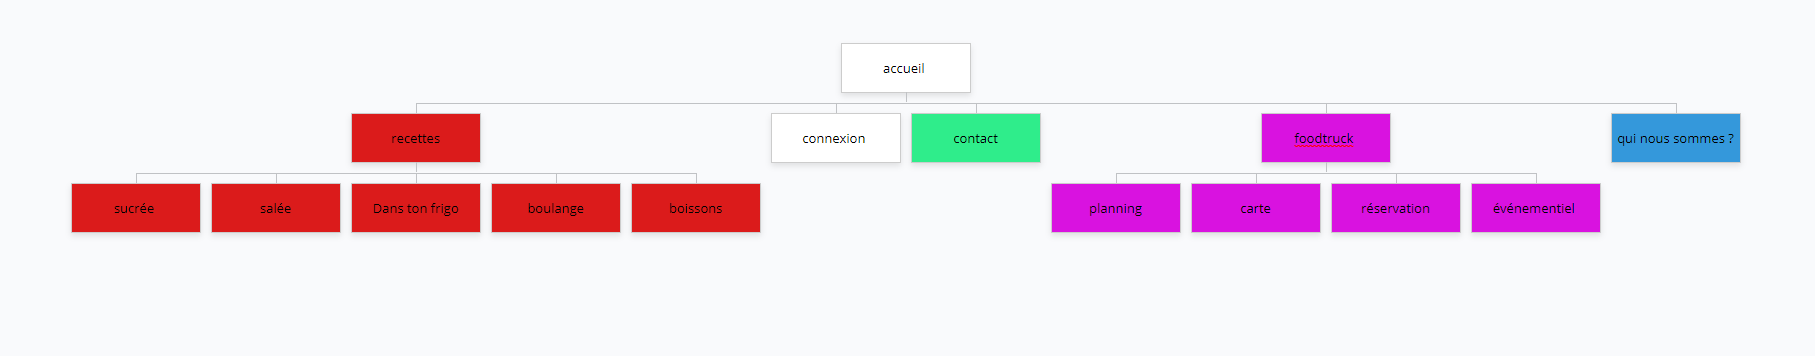 accueil
recettes
connexion
contact
foodtruck
qui nous sommes ?
sucrée
salée
Dans ton frigo
boulange
boissons
planning
carte
réservation
événementiel